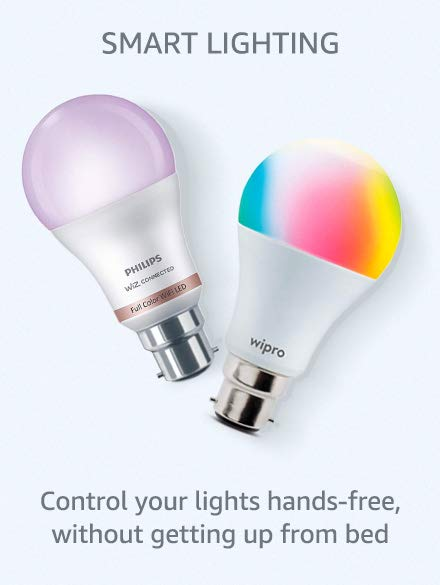 SMART LIGHTING
PHILIPS
WiZ CONNECTED
Full Color WiFi LED
wipro
Control your lights hands-free,
without getting up from bed